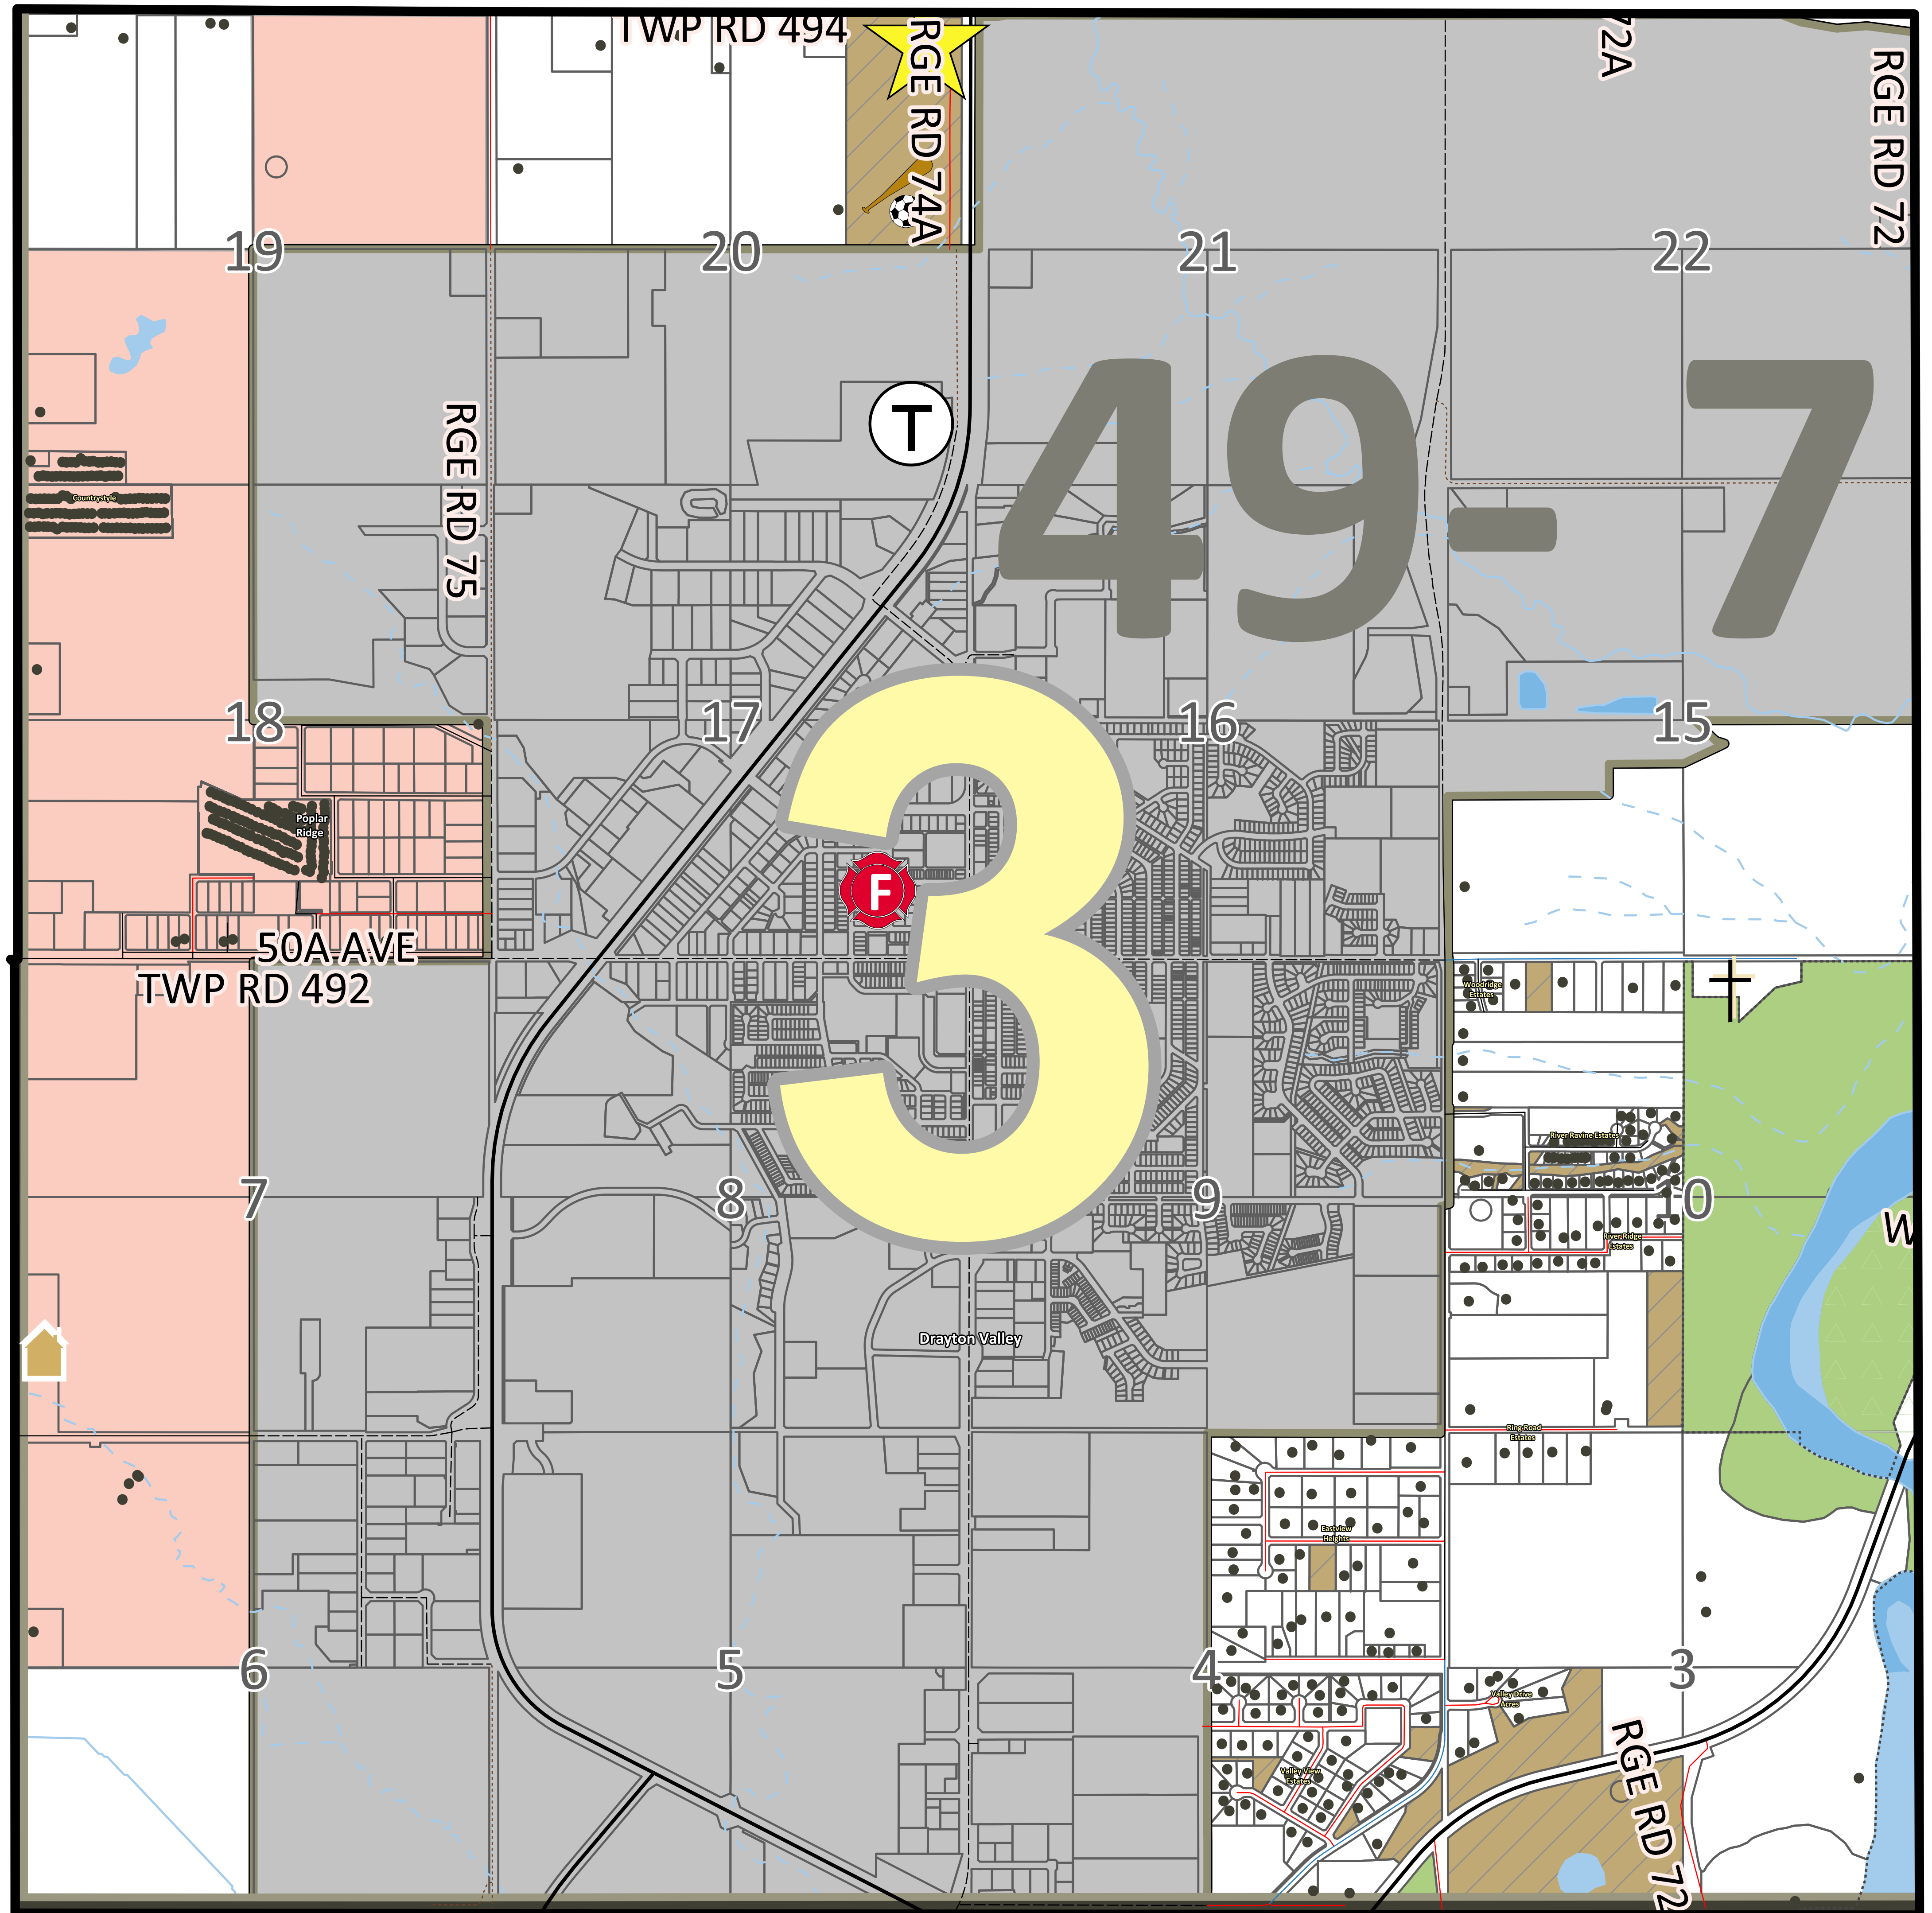 TWP RD 494
RGE RD 74A
72A
RGE RD 72
19
20
21
22
49-7
T
RGE RD 75
Countrystyle
18
17
16
15
3
Poplar
Ridge
F
50A AVE
TWP RD 492
Woodridge
Estates
River Ravine Estates
7
8
9
10
River Ridge
Estates
W
Drayton Valley
Ring Road
Estates
Eastview
Heights
6
5
4
3
Valley Drive
Acres
Valley View
Estates
RGE RD 72